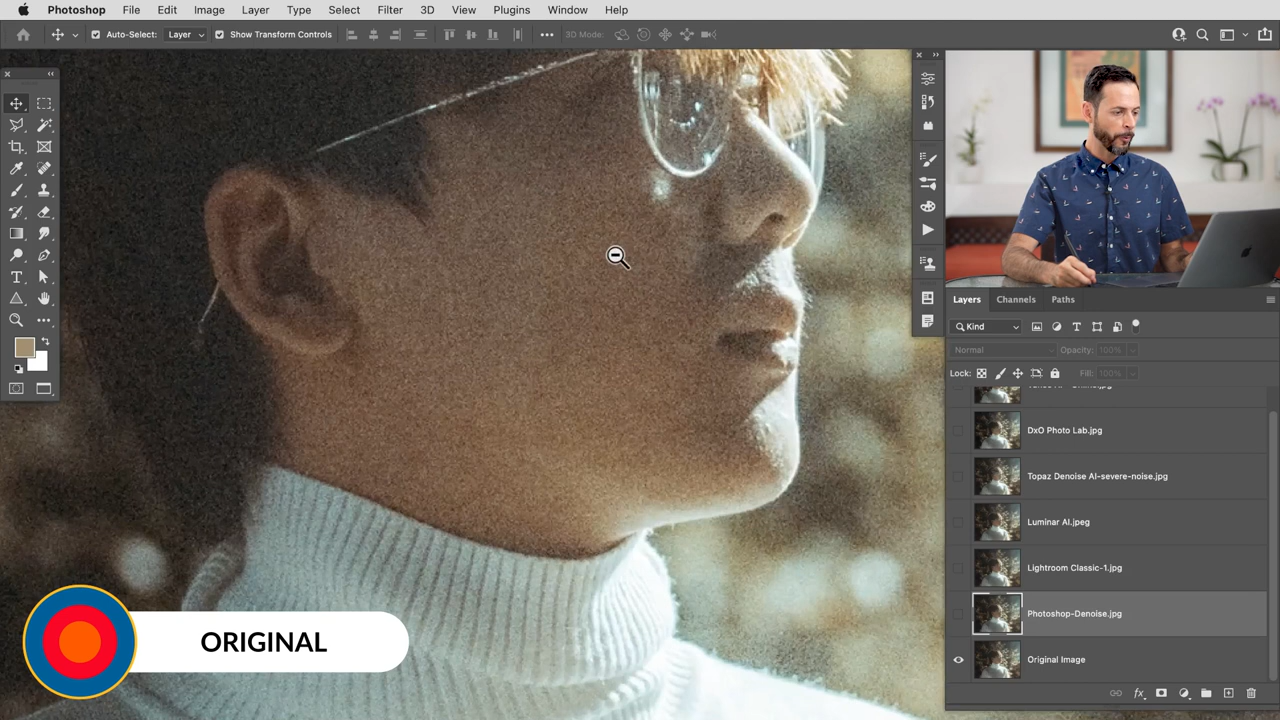 Photoshop File Edit Image Layer Type Select Filter 3D View Plugins Window Help
Auto-Select: Layer Show Transform Controls 3D Mode:
Layers Channels Paths
Kind
Normal Opacity: 100%
Lock: Fill: 100%
DxO Photo Lab.jpg
Topaz Denoise AI-severe-noise.jpg
Luminar AI.jpeg
Lightroom Classic-1.jpg
Photoshop-Denoise.jpg
Original Image
fx
ORIGINAL